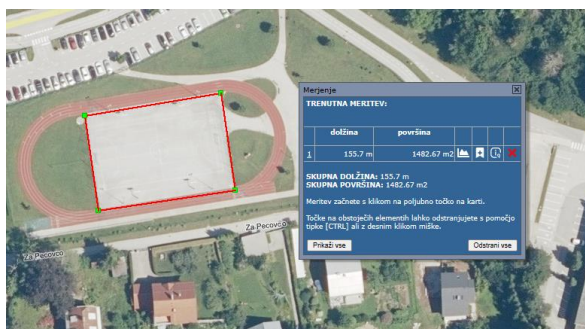 Merjenje
TRENUTNA MERITEV:
dolžina površina
1 155.7 m 1482.67 m2
SKUPNA DOLŽINA: 155.7 m
SKUPNA POVRŠINA: 1482.67 m2
Meritev začnete s klikom na poljubno točko na karti.
Točke na obstoječih elementih lahko odstranjujete s pomočjo
tipke [CTRL] ali z desnim klikom miške.
Prikaži vse Odstrani vse
Za Pecovco
Za Pecovco